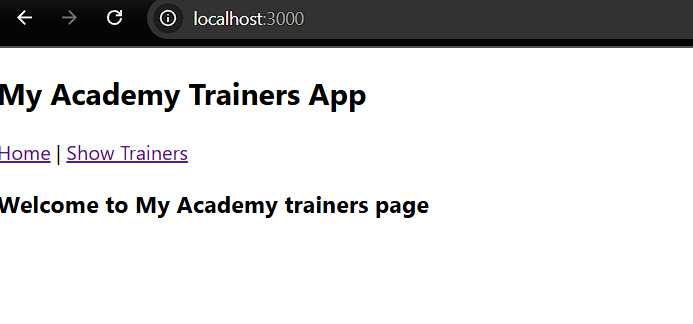 localhost:3000
My Academy Trainers App
Home | Show Trainers
Welcome to My Academy trainers page